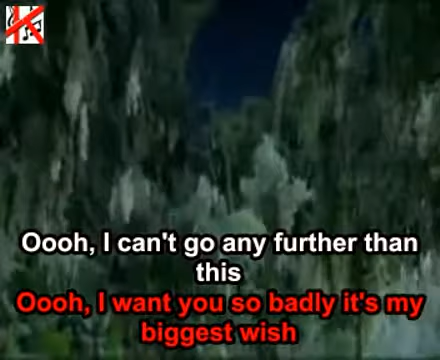 Oooh, I can't go any further than
this
Oooh, I want you so badly it's my
biggest wish